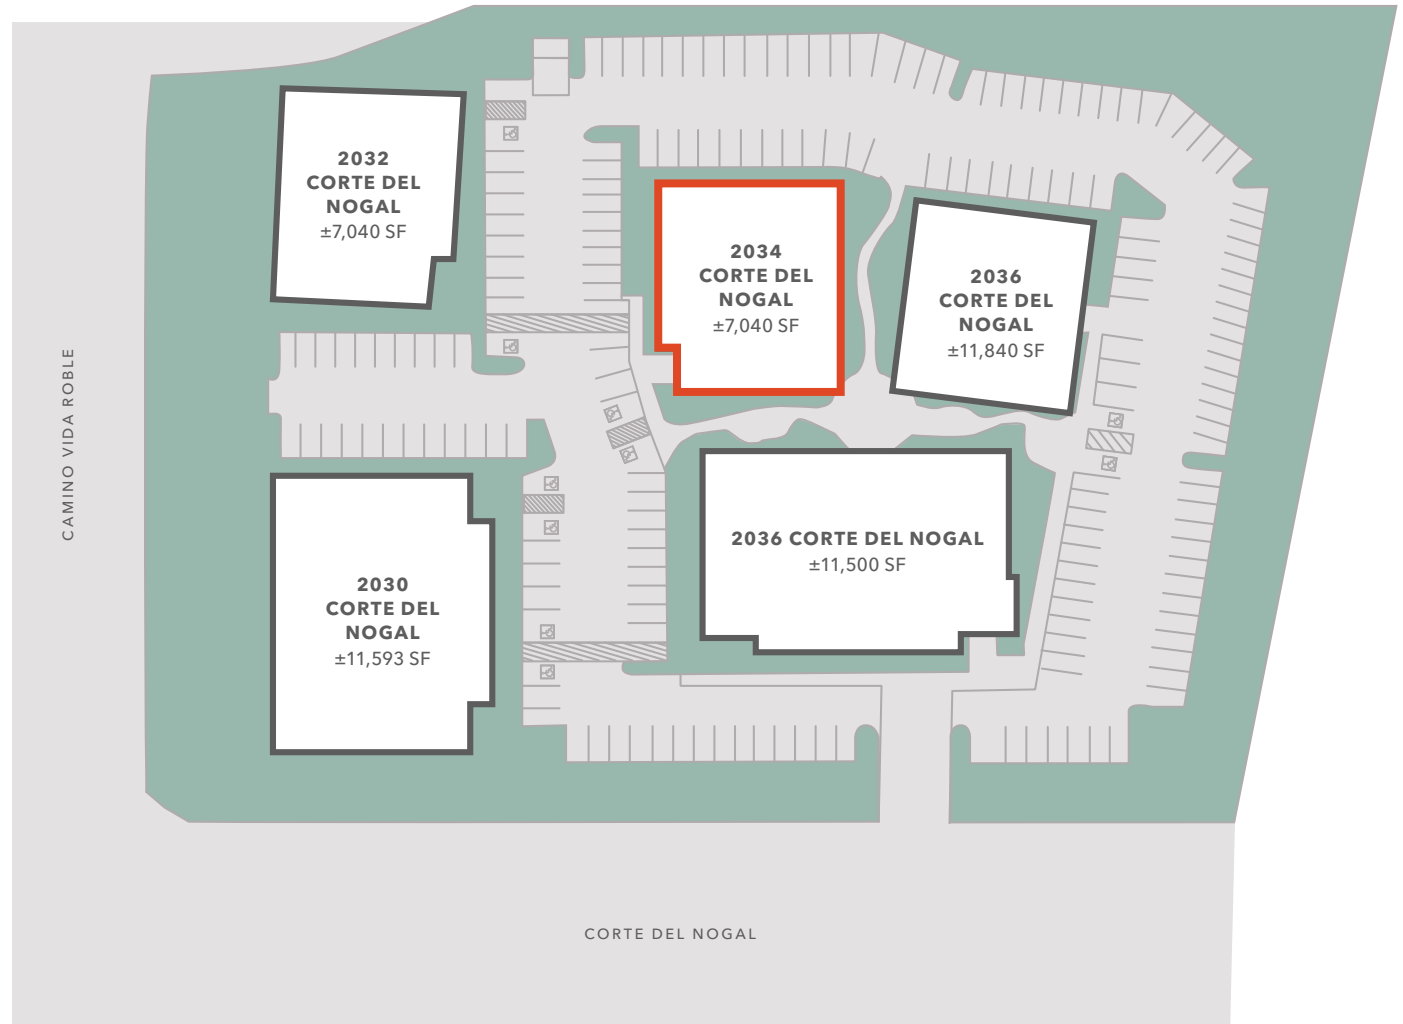 2032
CORTE DEL
NOGAL
±7,040 SF
2034
CORTE DEL
NOGAL
±7,040 SF
2036
CORTE DEL
NOGAL
±11,840 SF
CAMINO VIDA ROBLE
2036 CORTE DEL NOGAL
±11,500 SF
2030
CORTE DEL
NOGAL
±11,593 SF
CORTE DEL NOGAL